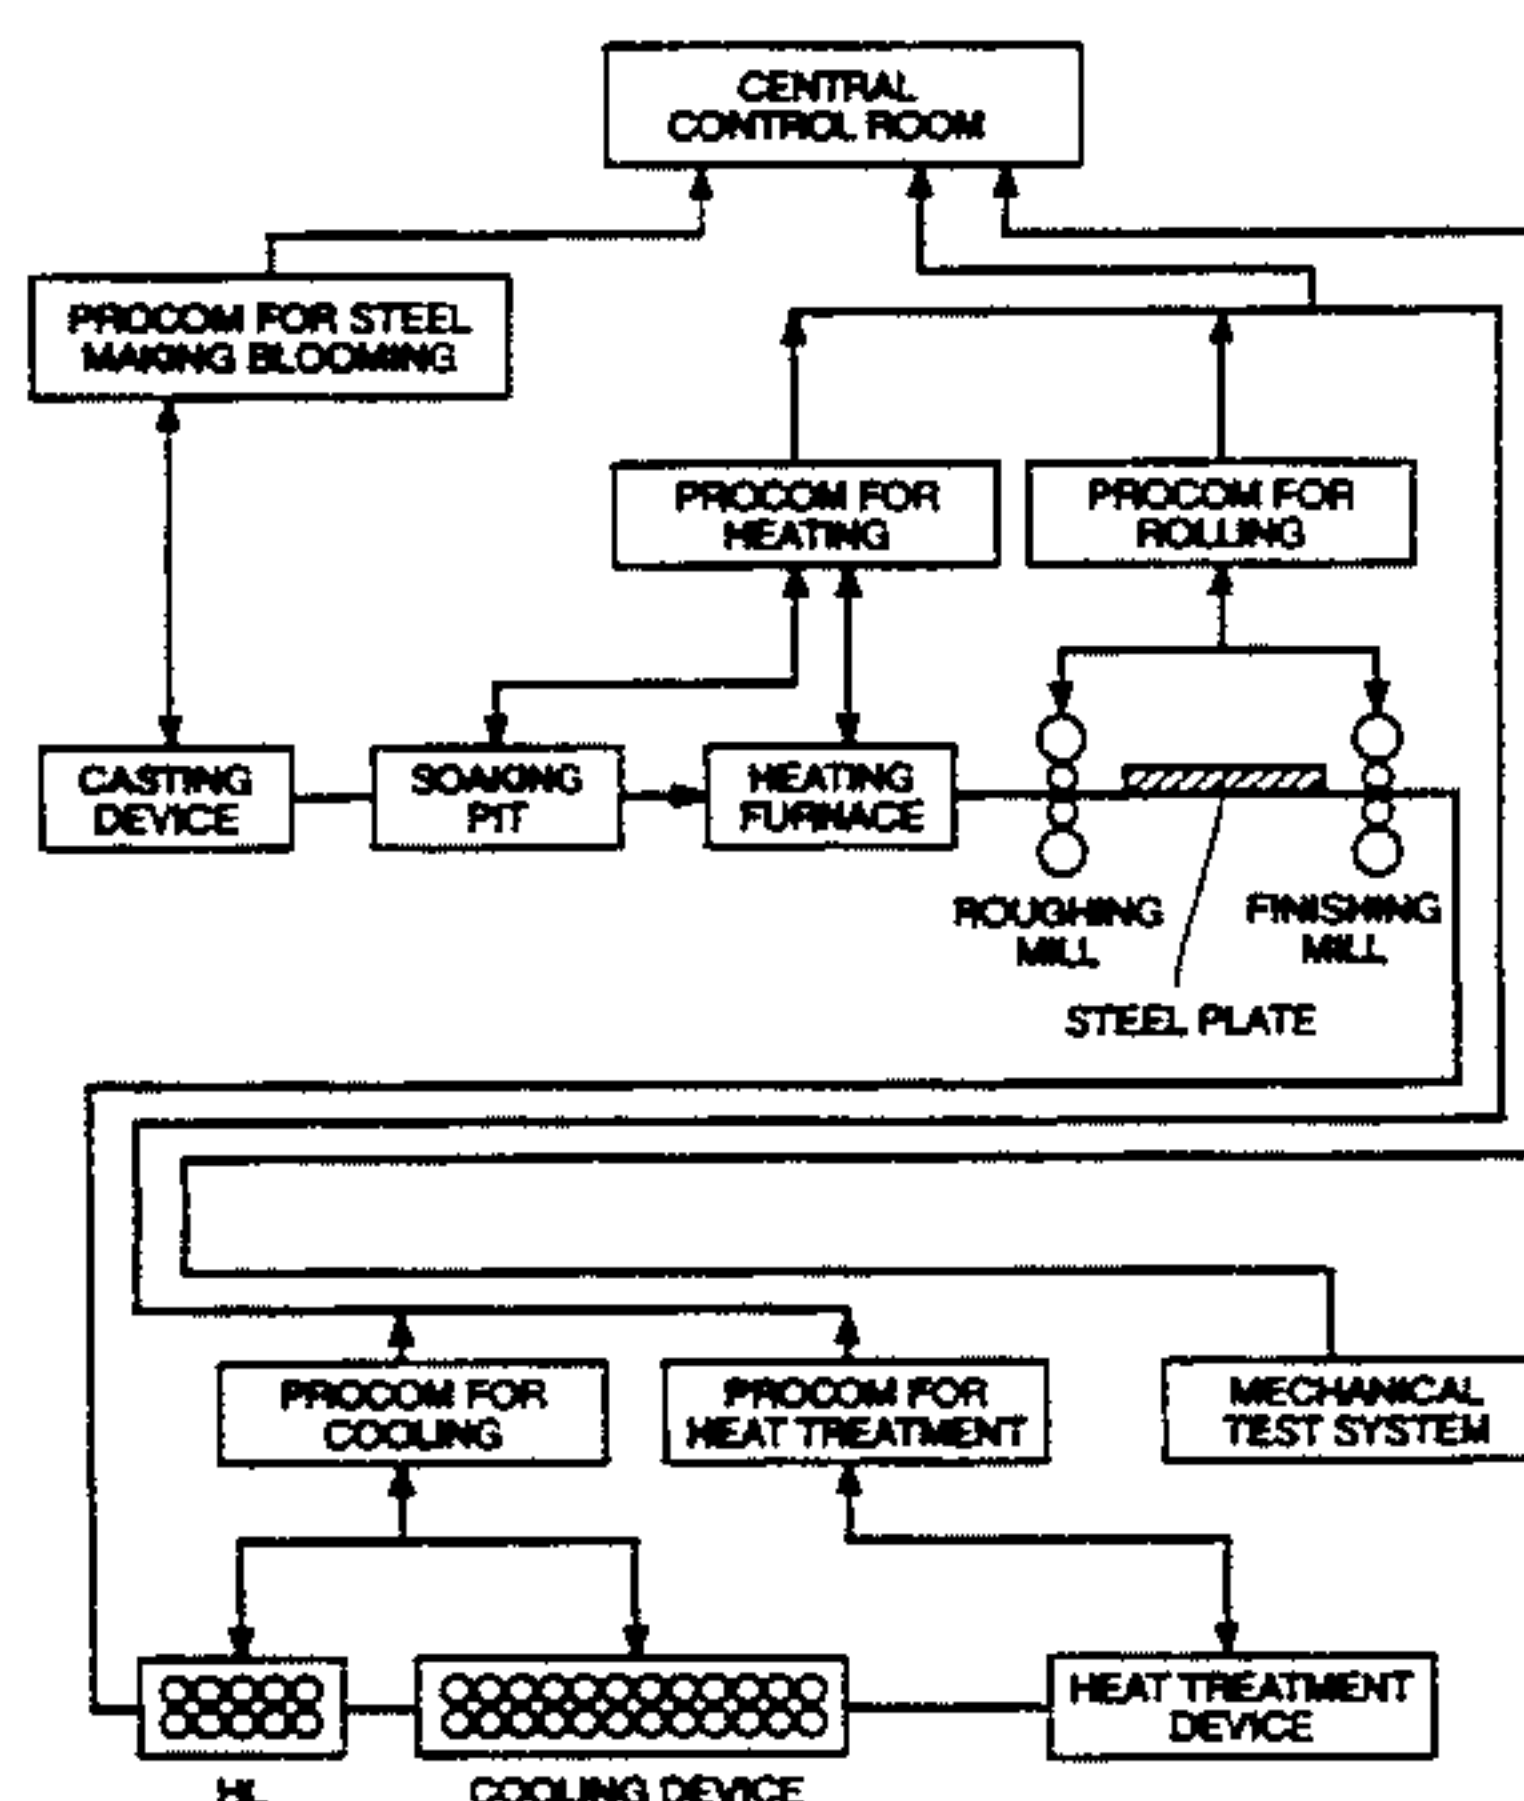 CENTRAL
CONTROL ROOM
PROCOM FOR STEEL
MAKING BLOOMING
PROCOM FOR
HEATING
PROCOM FOR
ROLLING
CASTING
DEVICE
SOAKING
PIT
HEATING
FURNACE
ROUGHING
MILL
FINISHING
MILL
STEEL PLATE
PROCOM FOR
COOLING
PROCOM FOR
HEAT TREATMENT
MECHANICAL
TEST SYSTEM
HEAT TREATMENT
DEVICE
HL
COOLING DEVICE